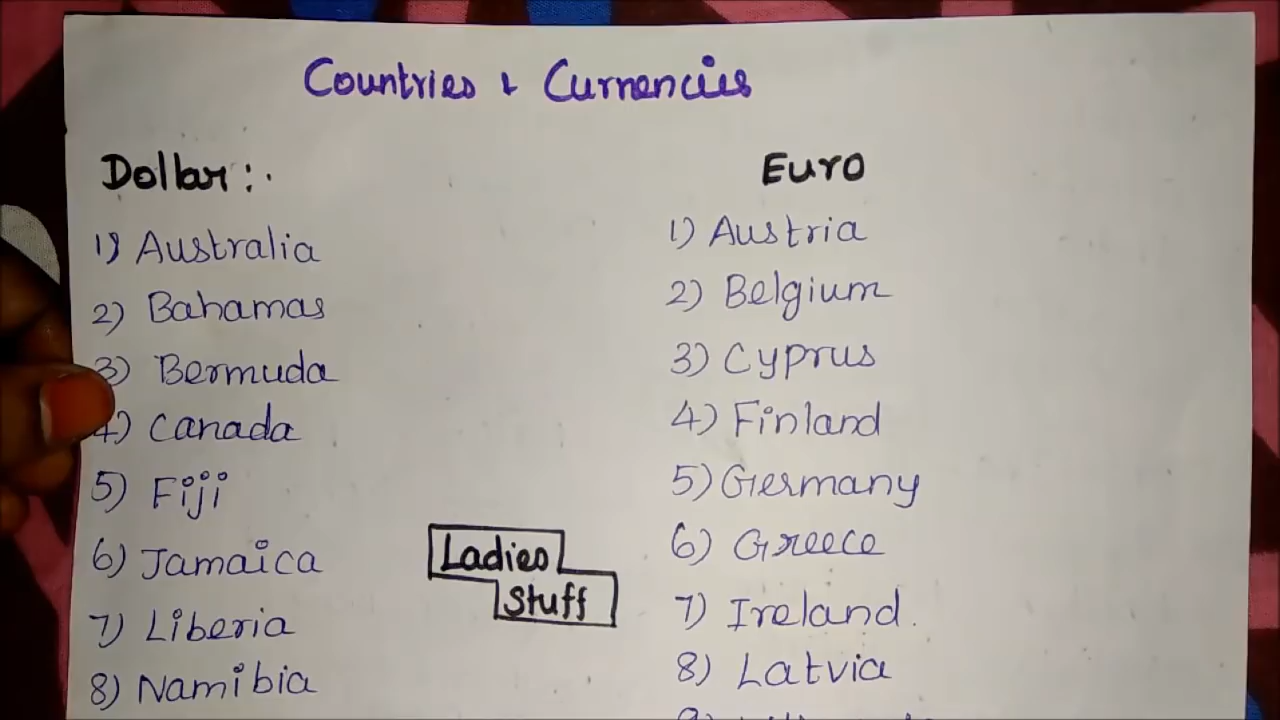 Countries & Currencies
Dollar :.
1) Australia
2) Bahamas
3) Bermuda
4) Canada
5) Fiji
6) Jamaica
7) Liberia
8) Namibia
Ladies
Stuff
Euro
1) Austria
2) Belgium
3) Cyprus
4) Finland
5) Germany
6) Greece
7) Ireland.
8) Latvia